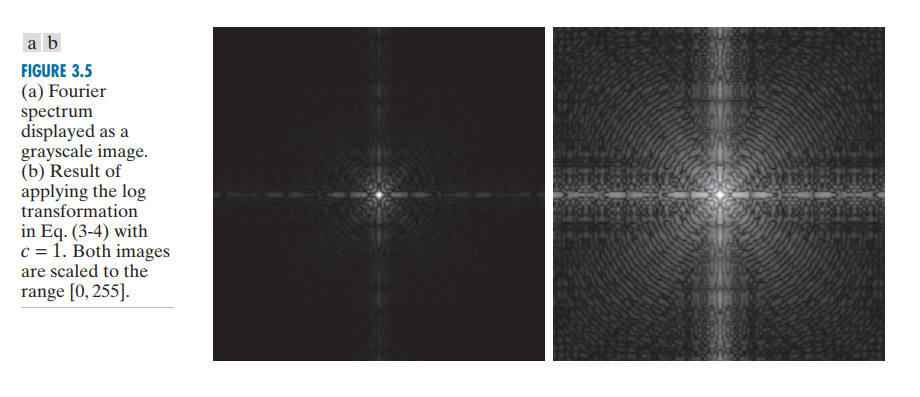 a b
FIGURE 3.5
(a) Fourier
spectrum
displayed as a
grayscale image.
(b) Result of
applying the log
transformation
in Eq. (3-4) with
c = 1. Both images
are scaled to the
range [0, 255].